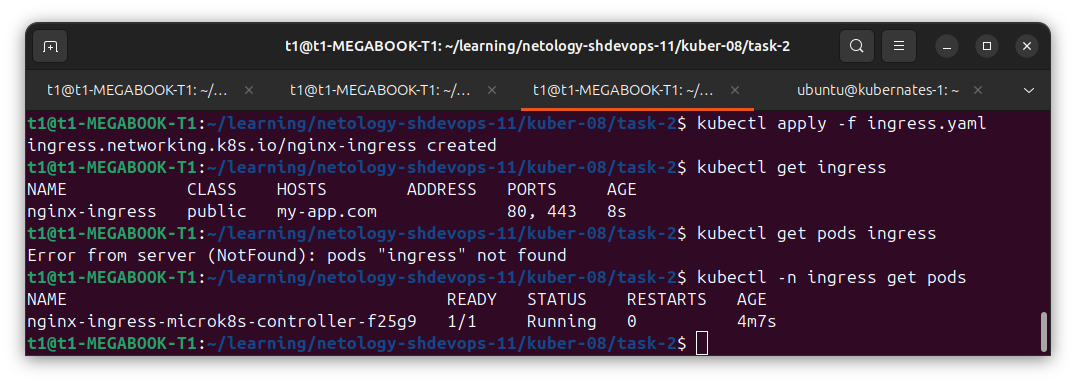 t1@t1-MEGABOOK-T1: ~/learning/netology-shdevops-11/kuber-08/task-2
t1@t1-MEGABOOK-T1: ~/… × t1@t1-MEGABOOK-T1: ~/… × t1@t1-MEGABOOK-T1: ~/… × ubuntu@kubernates-1: ~ ×
t1@t1-MEGABOOK-T1:~/learning/netology-shdevops-11/kuber-08/task-2$ kubectl apply -f ingress.yaml
ingress.networking.k8s.io/nginx-ingress created
t1@t1-MEGABOOK-T1:~/learning/netology-shdevops-11/kuber-08/task-2$ kubectl get ingress
NAME CLASS HOSTS ADDRESS PORTS AGE
nginx-ingress public my-app.com 80, 443 8s
t1@t1-MEGABOOK-T1:~/learning/netology-shdevops-11/kuber-08/task-2$ kubectl get pods ingress
Error from server (NotFound): pods "ingress" not found
t1@t1-MEGABOOK-T1:~/learning/netology-shdevops-11/kuber-08/task-2$ kubectl -n ingress get pods
NAME READY STATUS RESTARTS AGE
nginx-ingress-microk8s-controller-f25g9 1/1 Running 0 4m7s
t1@t1-MEGABOOK-T1:~/learning/netology-shdevops-11/kuber-08/task-2$